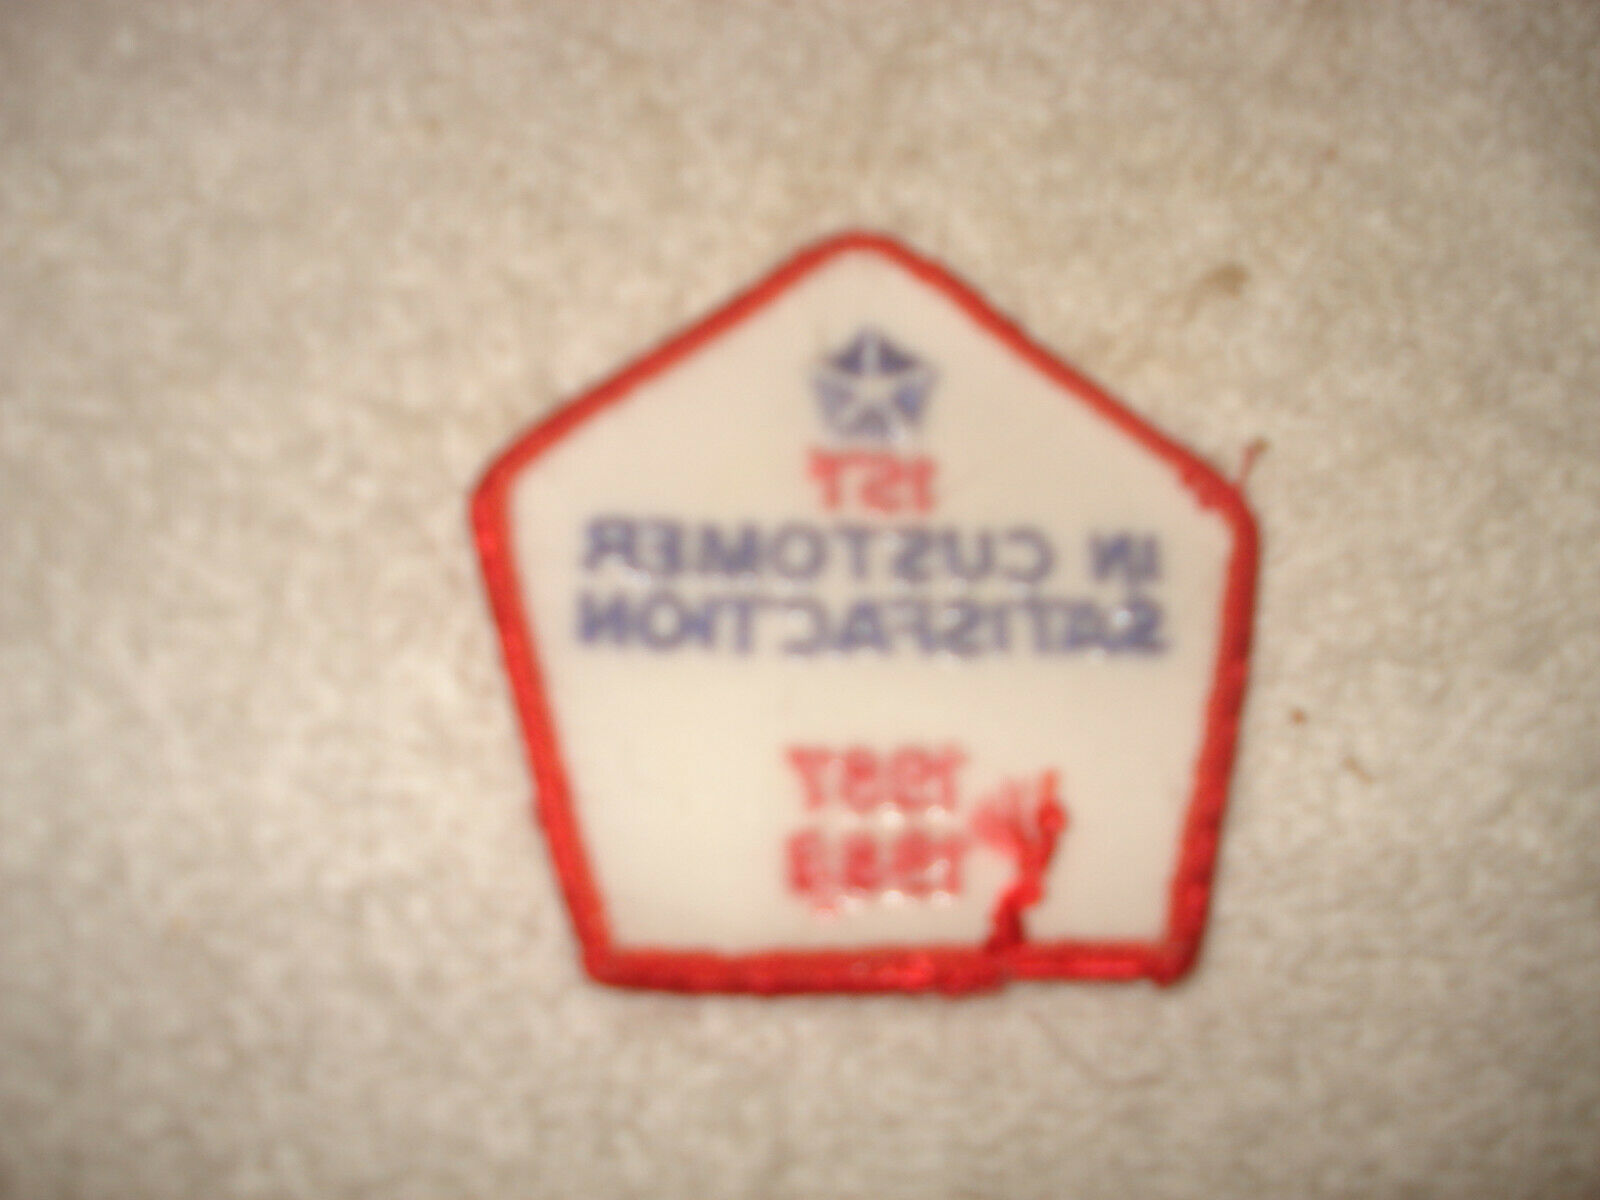 1ST
IN CUSTOMER
SATISFACTION
1987